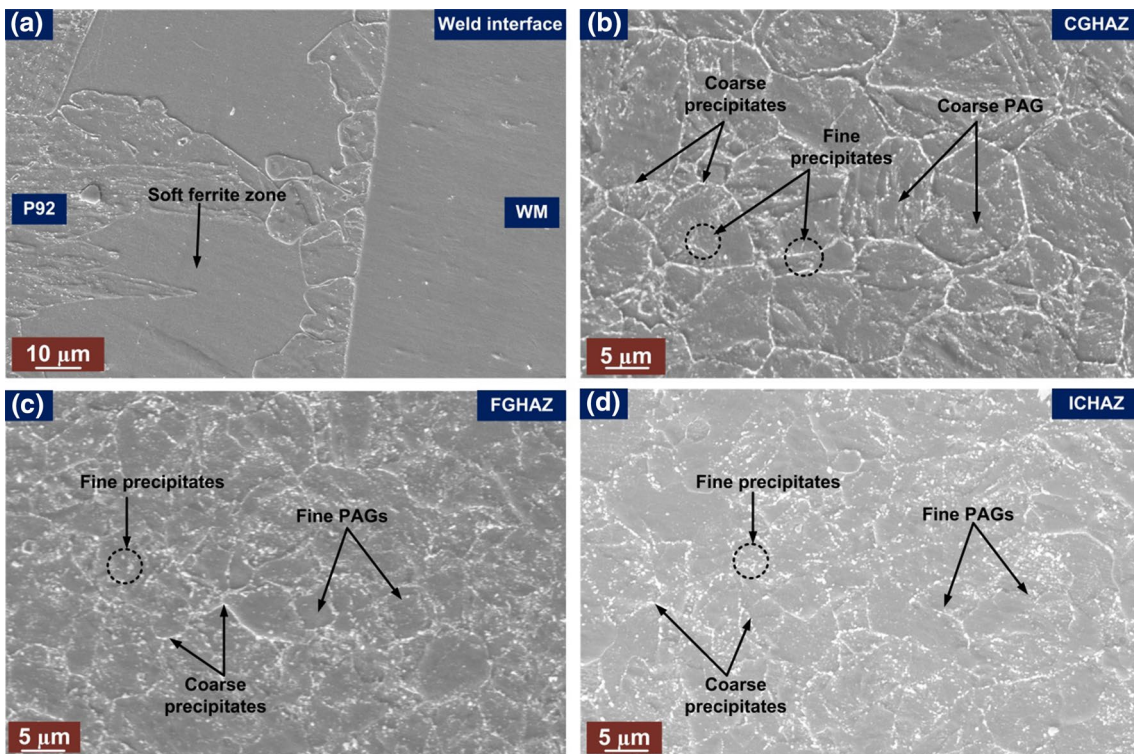 (a)
Weld interface
Soft ferrite zone
P92
WM
10 µm
(b)
CGHAZ
Coarse
precipitates
Coarse PAG
Fine
precipitates
5 µm
(c)
FGHAZ
Fine precipitates
Fine PAGs
Coarse
precipitates
5 µm
(d)
ICHAZ
Fine precipitates
Fine PAGs
Coarse
precipitates
5 µm